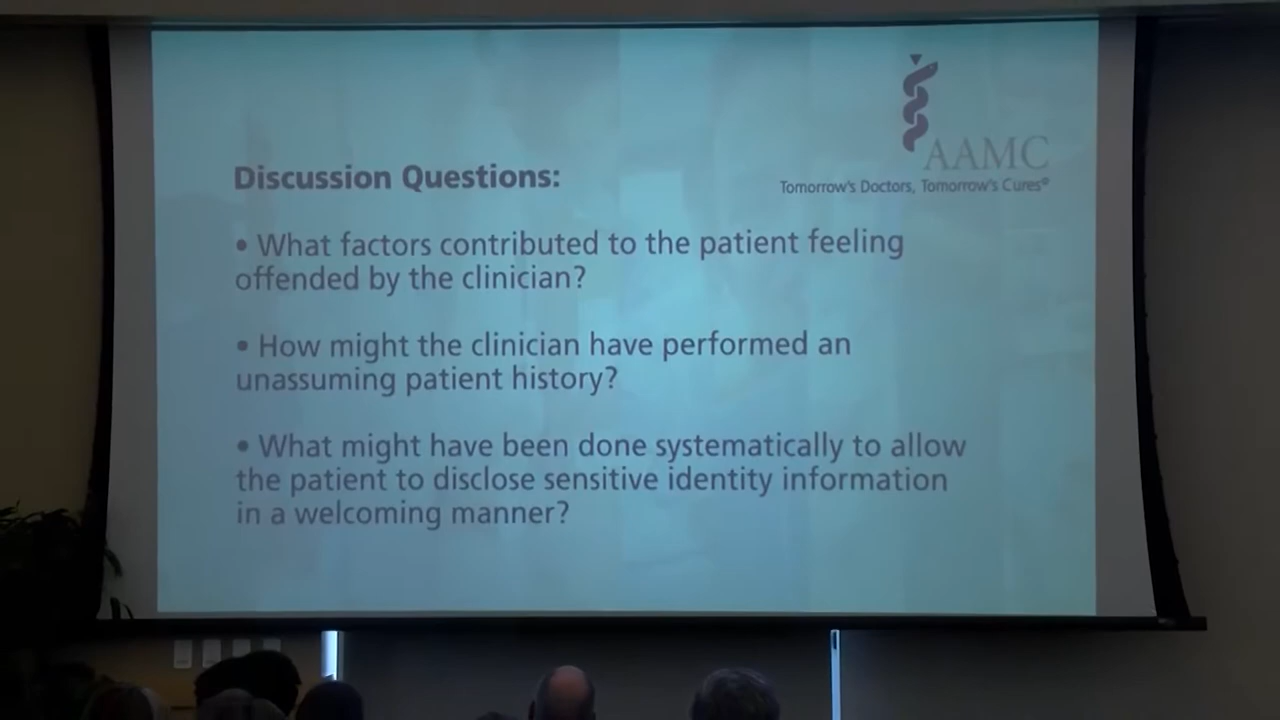 AAMC
Tomorrow's Doctors, Tomorrow's Cures®
Discussion Questions:
• What factors contributed to the patient feeling
offended by the clinician?
• How might the clinician have performed an
unassuming patient history?
• What might have been done systematically to allow
the patient to disclose sensitive identity information
in a welcoming manner?